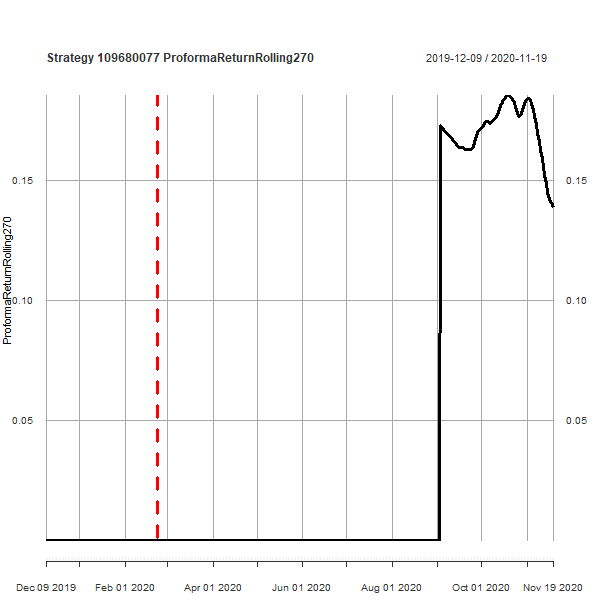 Strategy 109680077 ProformaReturnRolling270
2019-12-09 / 2020-11-19
ProformaReturnRolling270
0.15
0.15
0.10
0.10
0.05
0.05
Dec 09 2019
Feb 01 2020
Apr 01 2020
Jun 01 2020
Aug 01 2020
Oct 01 2020
Nov 19 2020